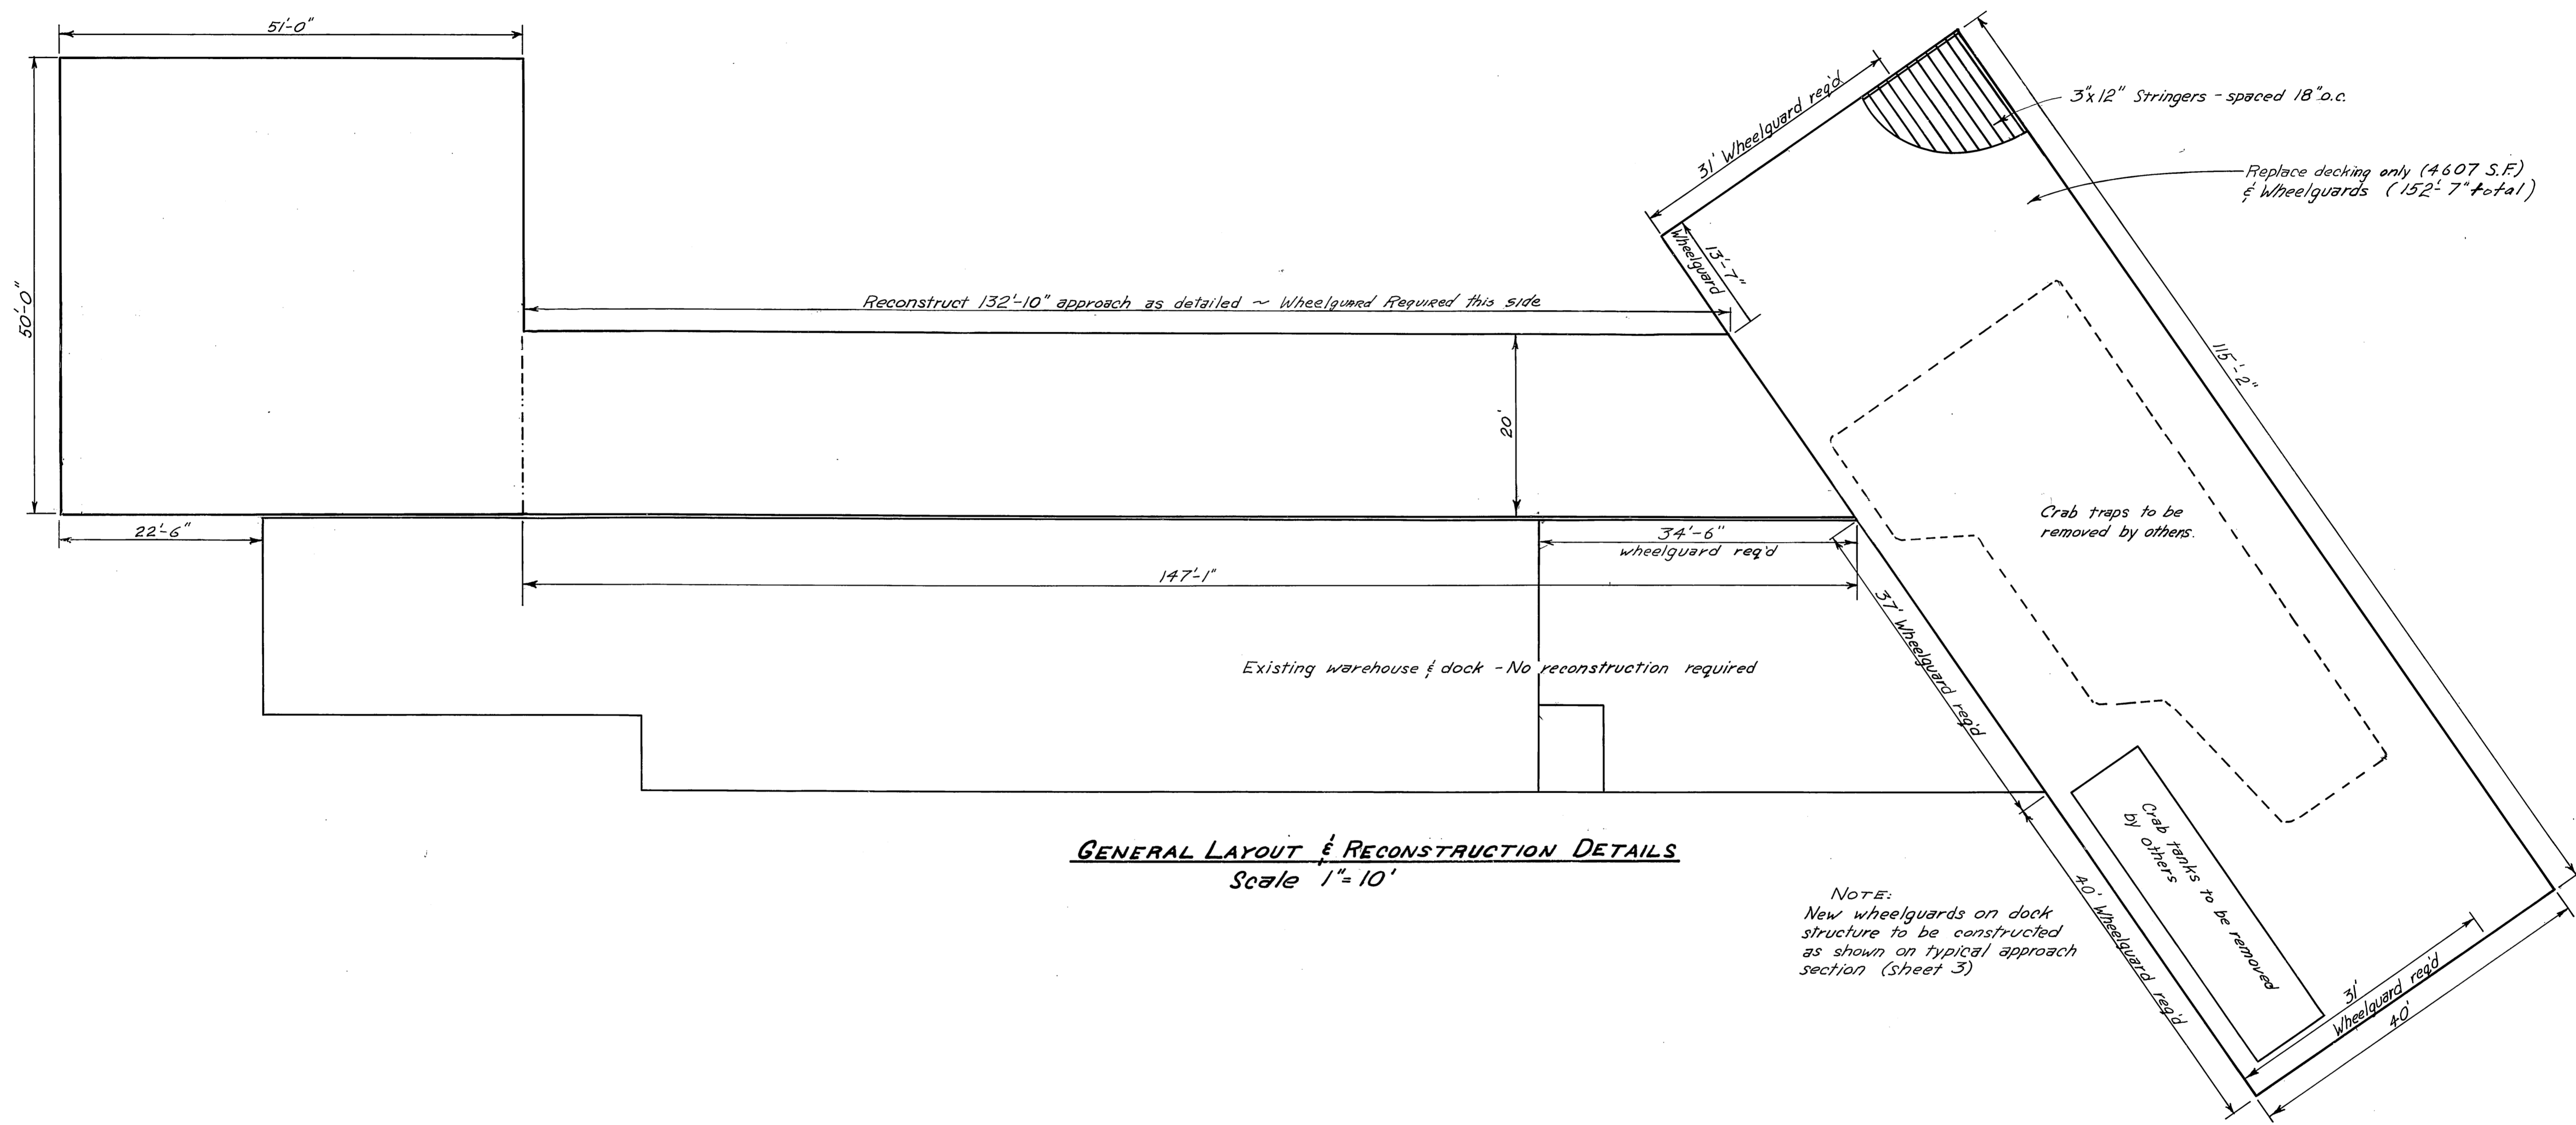 51'-0"
50'-0"
22'-6"
Reconstruct 132'-10" approach as detailed ~ Wheelguard Required this side
20'
34'-6"
wheelguard req'd
147'-1"
Existing warehouse & dock - No reconstruction required
31' Wheelguard req'd
Wheelguard
13'-7"
3"x12" Stringers - spaced 18" o.c.
Replace decking only (4607 S.F.)
& Wheelguards (152'-7" total)
115'-2"
Crab traps to be
removed by others.
37' Wheelguard req'd
40' Wheelguard req'd
Crab tanks to be removed
by others
31'
Wheelguard req'd
40'
GENERAL LAYOUT & RECONSTRUCTION DETAILS
Scale 1"=10'
NOTE:
New wheelguards on dock
structure to be constructed
as shown on typical approach
section (sheet 3)